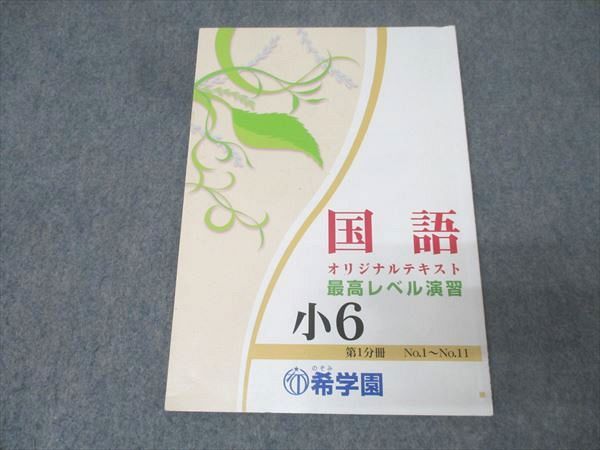 国語
オリジナルテキスト
最高レベル演習
小6
第1分冊 No.1〜No.11
のぞみ
希学園